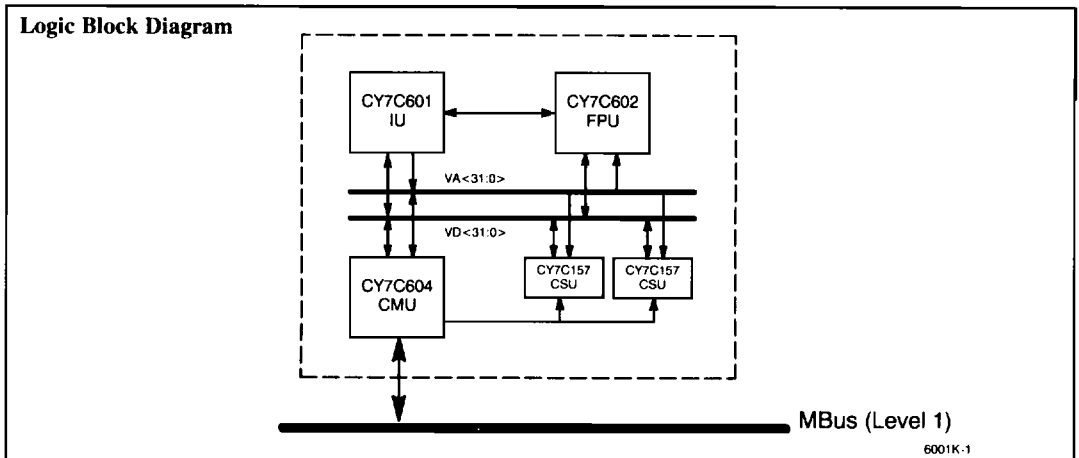 Logic Block Diagram
CY7C601
IU
CY7C602
FPU
VA<31:0>
VD<31:0>
CY7C604
CMU
CY7C157
CSU
CY7C157
CSU
MBus (Level 1)
6001K-1